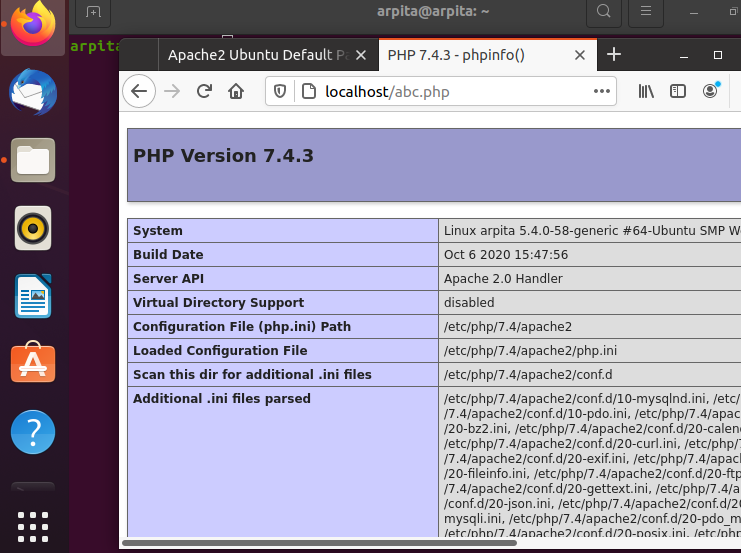 arpita@arpita: ~
arpita
Apache2 Ubuntu Default Pa
PHP 7.4.3 - phpinfo()
localhost/abc.php
PHP Version 7.4.3
System Linux arpita 5.4.0-58-generic #64-Ubuntu SMP W
Build Date Oct 6 2020 15:47:56
Server API Apache 2.0 Handler
Virtual Directory Support disabled
Configuration File (php.ini) Path /etc/php/7.4/apache2
Loaded Configuration File /etc/php/7.4/apache2/php.ini
Scan this dir for additional .ini files /etc/php/7.4/apache2/conf.d
Additional .ini files parsed /etc/php/7.4/apache2/conf.d/10-mysqlnd.ini, /etc/
/7.4/apache2/conf.d/10-pdo.ini, /etc/php/7.4/apac
/20-bz2.ini, /etc/php/7.4/apache2/conf.d/20-calen
/etc/php/7.4/apache2/conf.d/20-curl.ini, /etc/php/7
/7.4/apache2/conf.d/20-exif.ini, /etc/php/7.4/apach
/20-fileinfo.ini, /etc/php/7.4/apache2/conf.d/20-ftp
/7.4/apache2/conf.d/20-gettext.ini, /etc/php/7.4/a
/conf.d/20-json.ini, /etc/php/7.4/apache2/conf.d/20
mysqli.ini, /etc/php/7.4/apache2/conf.d/20-pdo_m
/etc/php/7.4/apache2/conf.d/20-posix.ini, /etc/php/